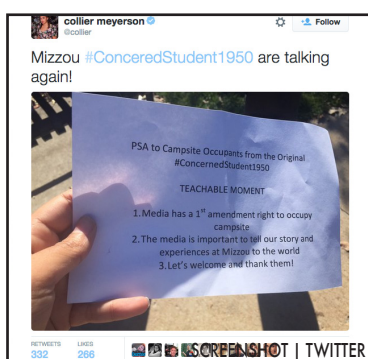 collier meyerson
@collier
Follow
Mizzou #ConceredStudent1950 are talking
again!
PSA to Campsite Occupants from the Original
#ConcernedStudent1950
TEACHABLE MOMENT
1. Media has a 1st amendment right to occupy
campsite
2. The media is important to tell our story and
experiences at Mizzou to the world
3. Let's welcome and thank them!
RETWEETS
332
LIKES
266
SCREENSHOT | TWITTER